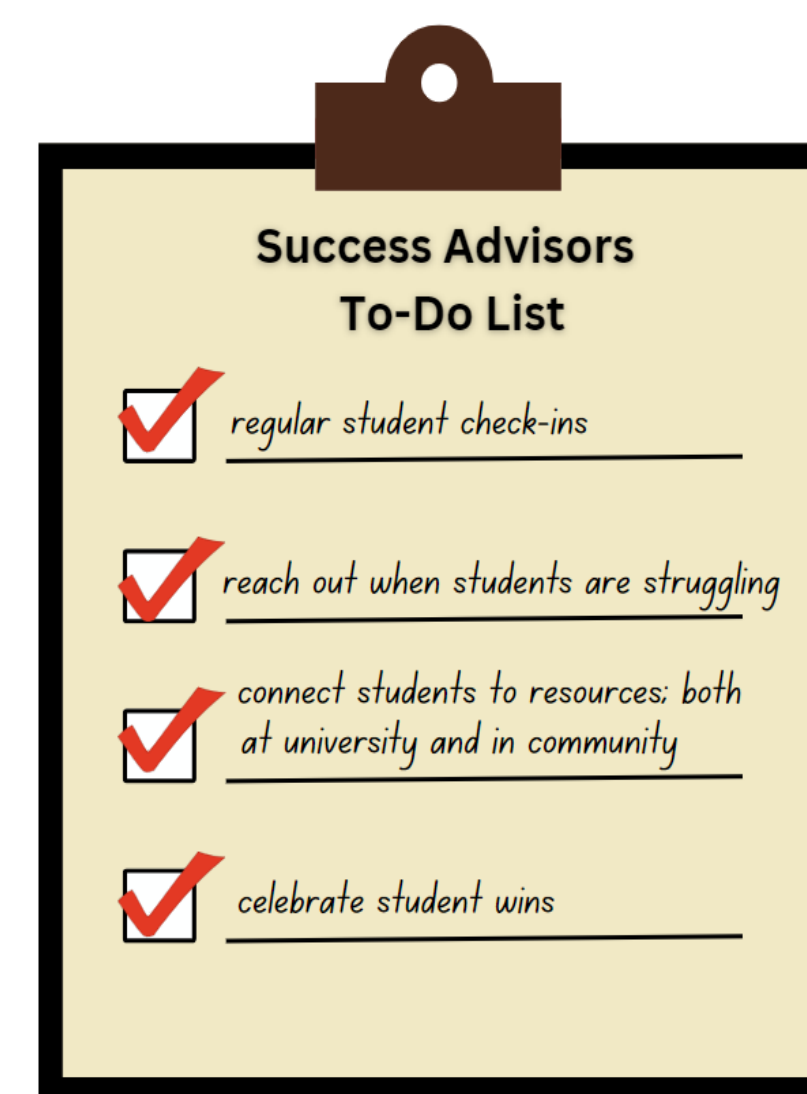 Success Advisors
To-Do List
regular student check-ins
reach out when students are struggling
connect students to resources; both
at university and in community
celebrate student wins